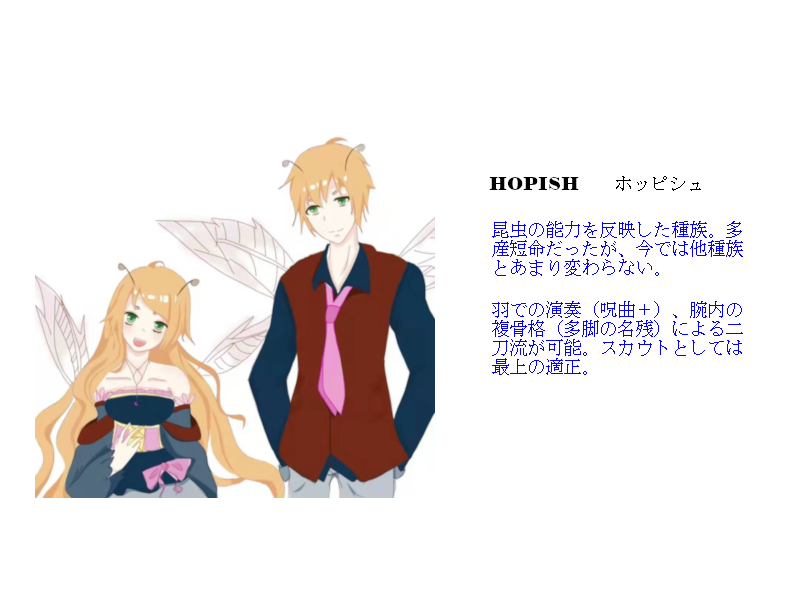 HOPISH ホッピシュ
昆虫の能力を反映した種族。多
産短命だったが、今では他種族
とあまり変わらない。
羽での演奏（呪曲＋）、腕内の
複骨格（多脚の名残）による二
刀流が可能。スカウトとしては
最上の適正。